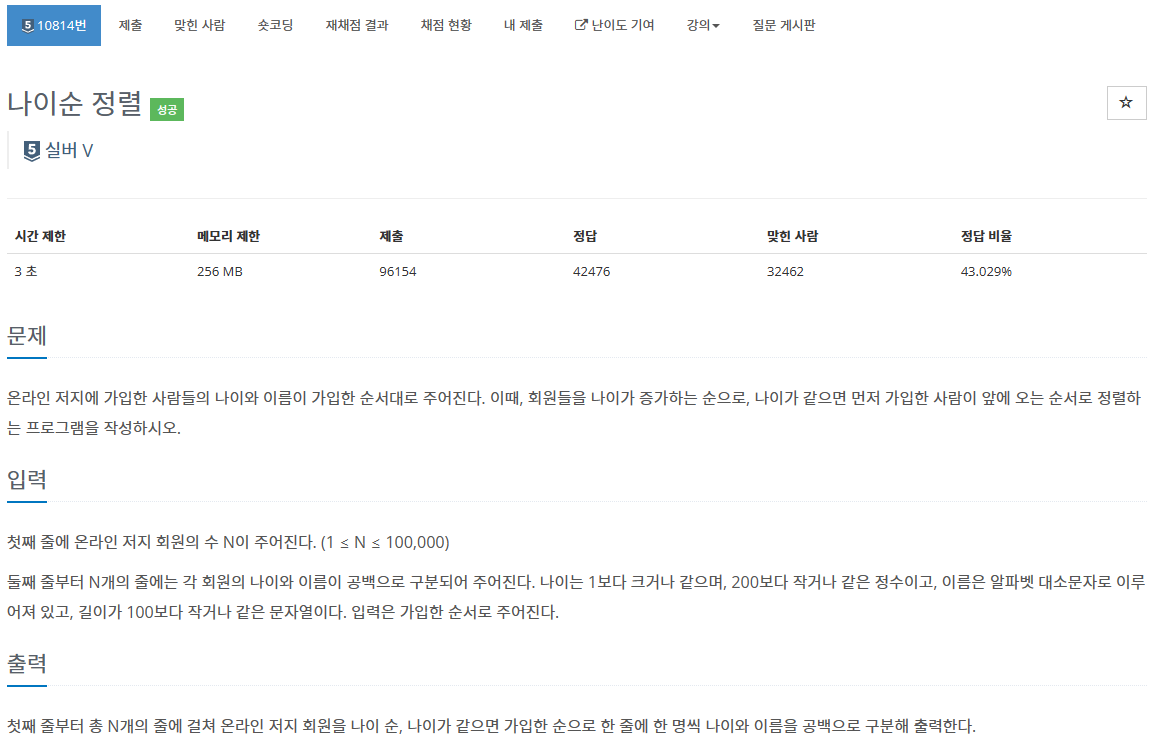 5 10814번 제출 맞힌 사람 숏코딩 재채점 결과 채점 현황 내 제출 난이도 기여 강의 질문 게시판
나이순 정렬 성공
5 실버 V
시간 제한 메모리 제한 제출 정답 맞힌 사람 정답 비율
3 초 256 MB 96154 42476 32462 43.029%
문제
온라인 저지에 가입한 사람들의 나이와 이름이 가입한 순서대로 주어진다. 이때, 회원들을 나이가 증가하는 순으로, 나이가 같으면 먼저 가입한 사람이 앞에 오는 순서로 정렬하
는 프로그램을 작성하시오.
입력
첫째 줄에 온라인 저지 회원의 수 N이 주어진다. (1 ≤ N ≤ 100,000)
둘째 줄부터 N개의 줄에는 각 회원의 나이와 이름이 공백으로 구분되어 주어진다. 나이는 1보다 크거나 같으며, 200보다 작거나 같은 정수이고, 이름은 알파벳 대소문자로 이루
어져 있고, 길이가 100보다 작거나 같은 문자열이다. 입력은 가입한 순서로 주어진다.
출력
첫째 줄부터 총 N개의 줄에 걸쳐 온라인 저지 회원을 나이 순, 나이가 같으면 가입한 순으로 한 줄에 한 명씩 나이와 이름을 공백으로 구분해 출력한다.